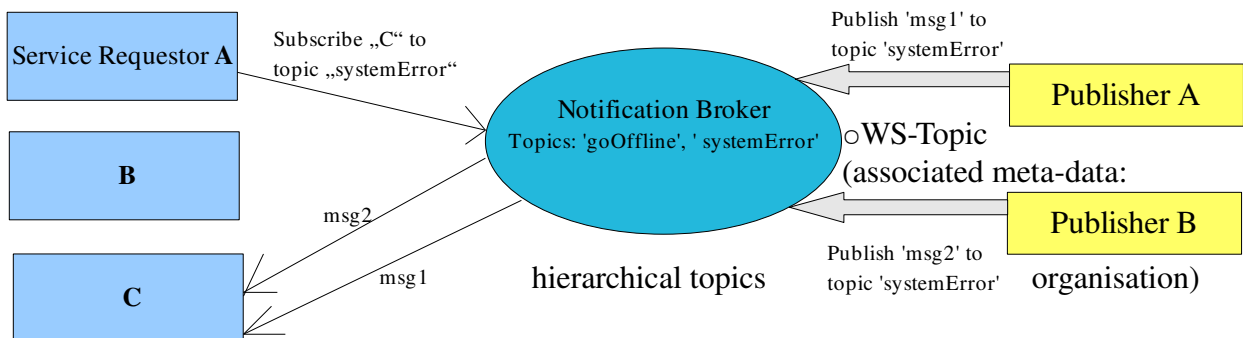 Service Requestor A
Subscribe „C“ to
topic „systemError“
B
C
msg2
msg1
Notification Broker
Topics: 'goOffline', ' systemError'
hierarchical topics
Publish 'msg1' to
topic 'systemError'
Publisher A
○WS-Topic
(associated meta-data:
Publisher B
Publish 'msg2' to
topic 'systemError'
organisation)